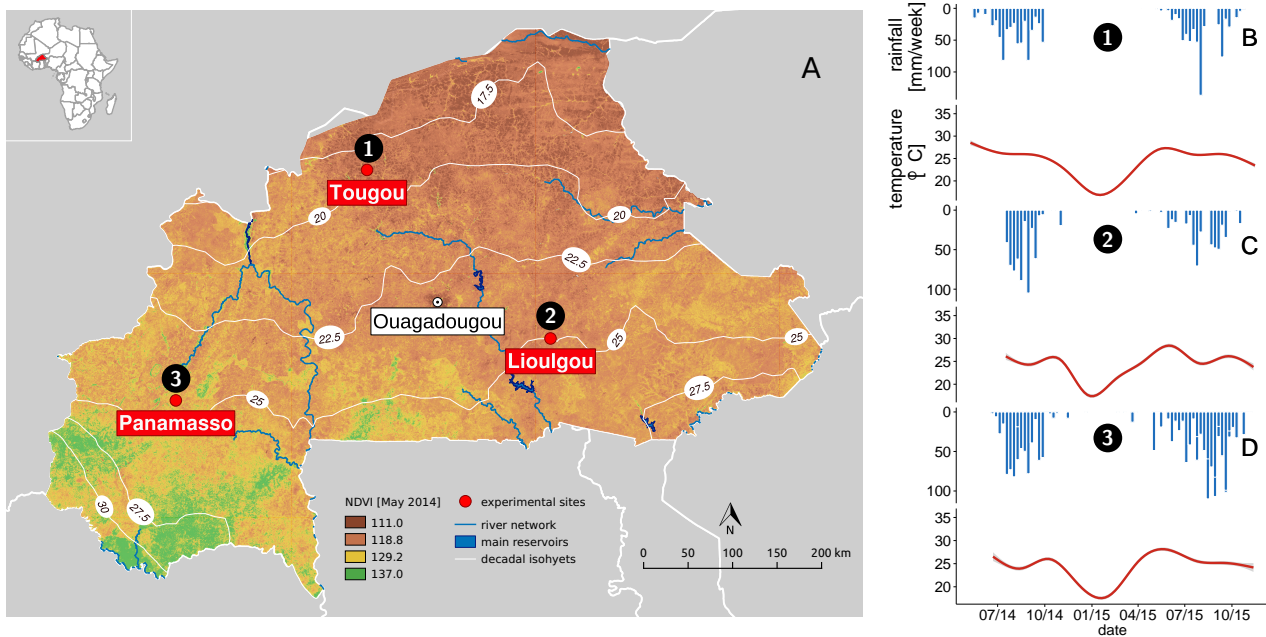 A
17.5
1
Tougou
20
20
22.5
Ouagadougou
2
22.5
25
25
Lioulgou
3
27.5
25
Panamasso
30
27.5
NDVI [May 2014]
111.0
118.8
129.2
137.0
experimental sites
river network
main reservoirs
decadal isohyets
N
0 50 100 150 200 km
rainfall
[mm/week]
0
50
100
1
B
temperature
[° C]
35
30
25
20
0
50
100
2
C
35
30
25
20
0
50
100
3
D
35
30
25
20
07/14 10/14 01/15 04/15 07/15 10/15
date